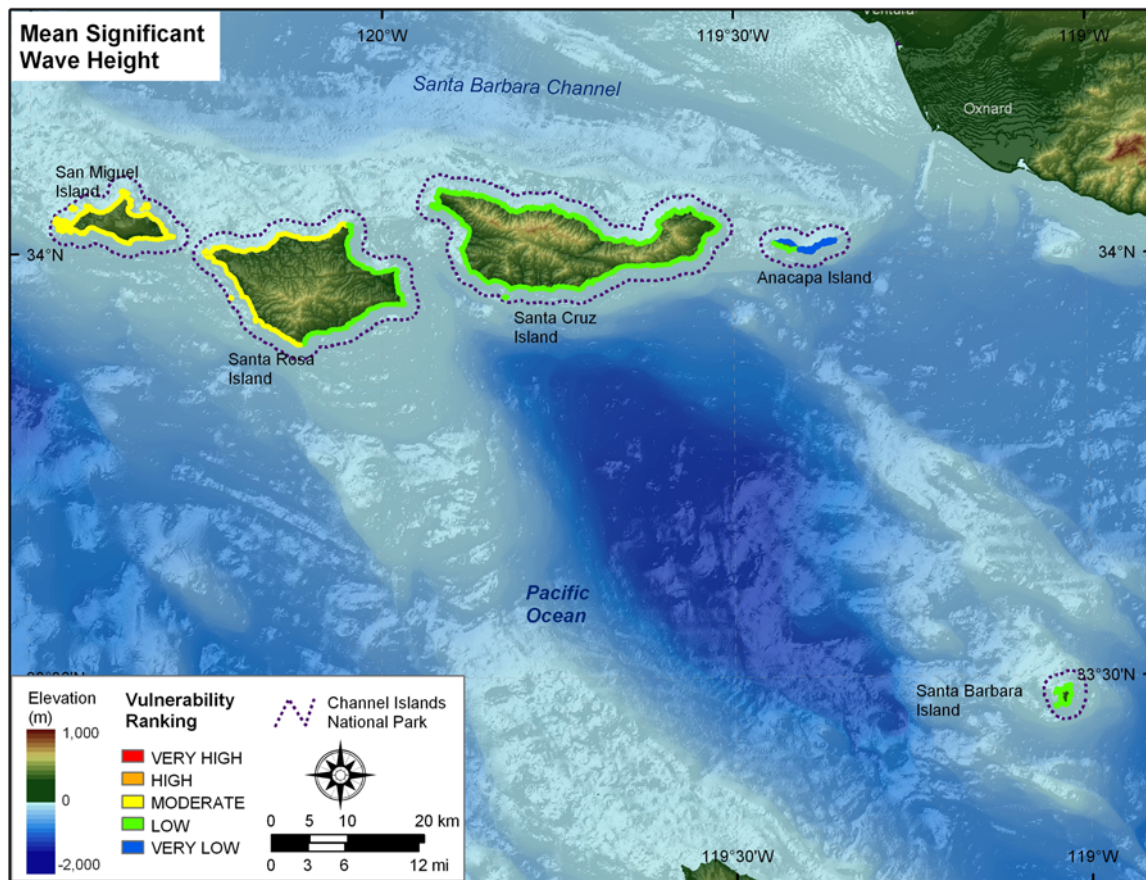 Mean Significant
Wave Height
120°W
119°30'W
119°W
Ventura
Santa Barbara Channel
Oxnard
San Miguel
Island
34°N
34°N
Anacapa Island
Santa Cruz
Island
Santa Rosa
Island
Pacific
Ocean
33°30'N
Santa Barbara
Island
Elevation
(m)
1,000
0
-2,000
Vulnerability
Ranking
VERY HIGH
HIGH
MODERATE
LOW
VERY LOW
Channel Islands
National Park
0 5 10 20 km
0 3 6 12 mi
119°30'W
119°W